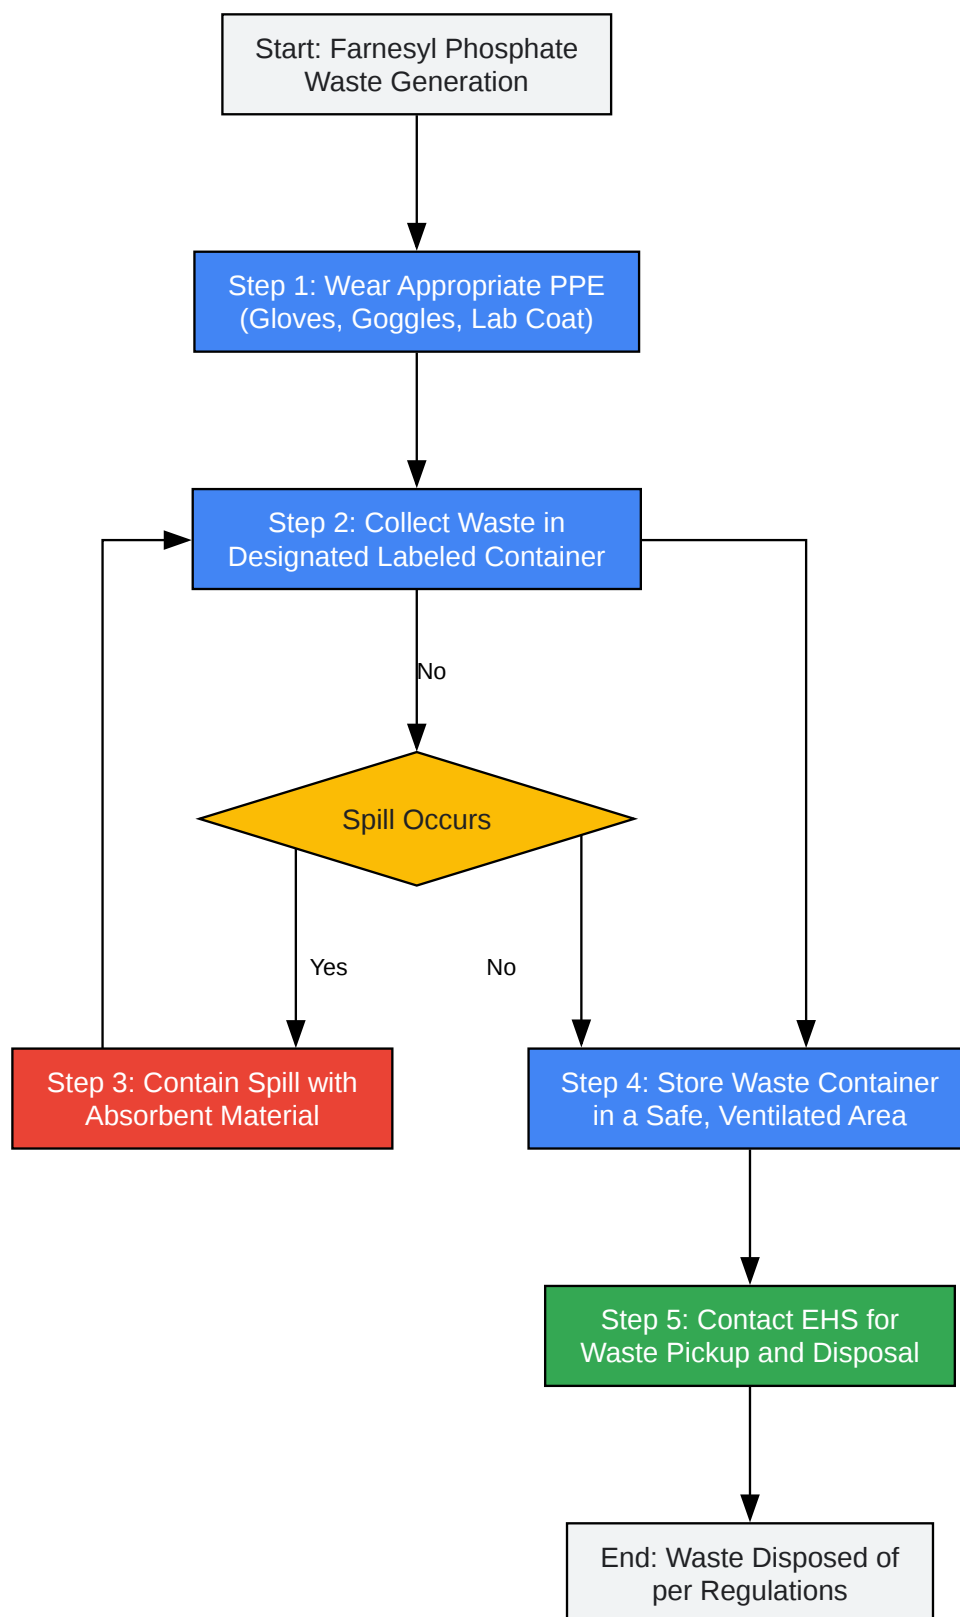 Start: Farnesyl Phosphate
Waste Generation
Step 1: Wear Appropriate PPE
(Gloves, Goggles, Lab Coat)
Step 2: Collect Waste in
Designated Labeled Container
No
Spill Occurs
Yes
No
Step 3: Contain Spill with
Absorbent Material
Step 4: Store Waste Container
in a Safe, Ventilated Area
Step 5: Contact EHS for
Waste Pickup and Disposal
End: Waste Disposed of
per Regulations